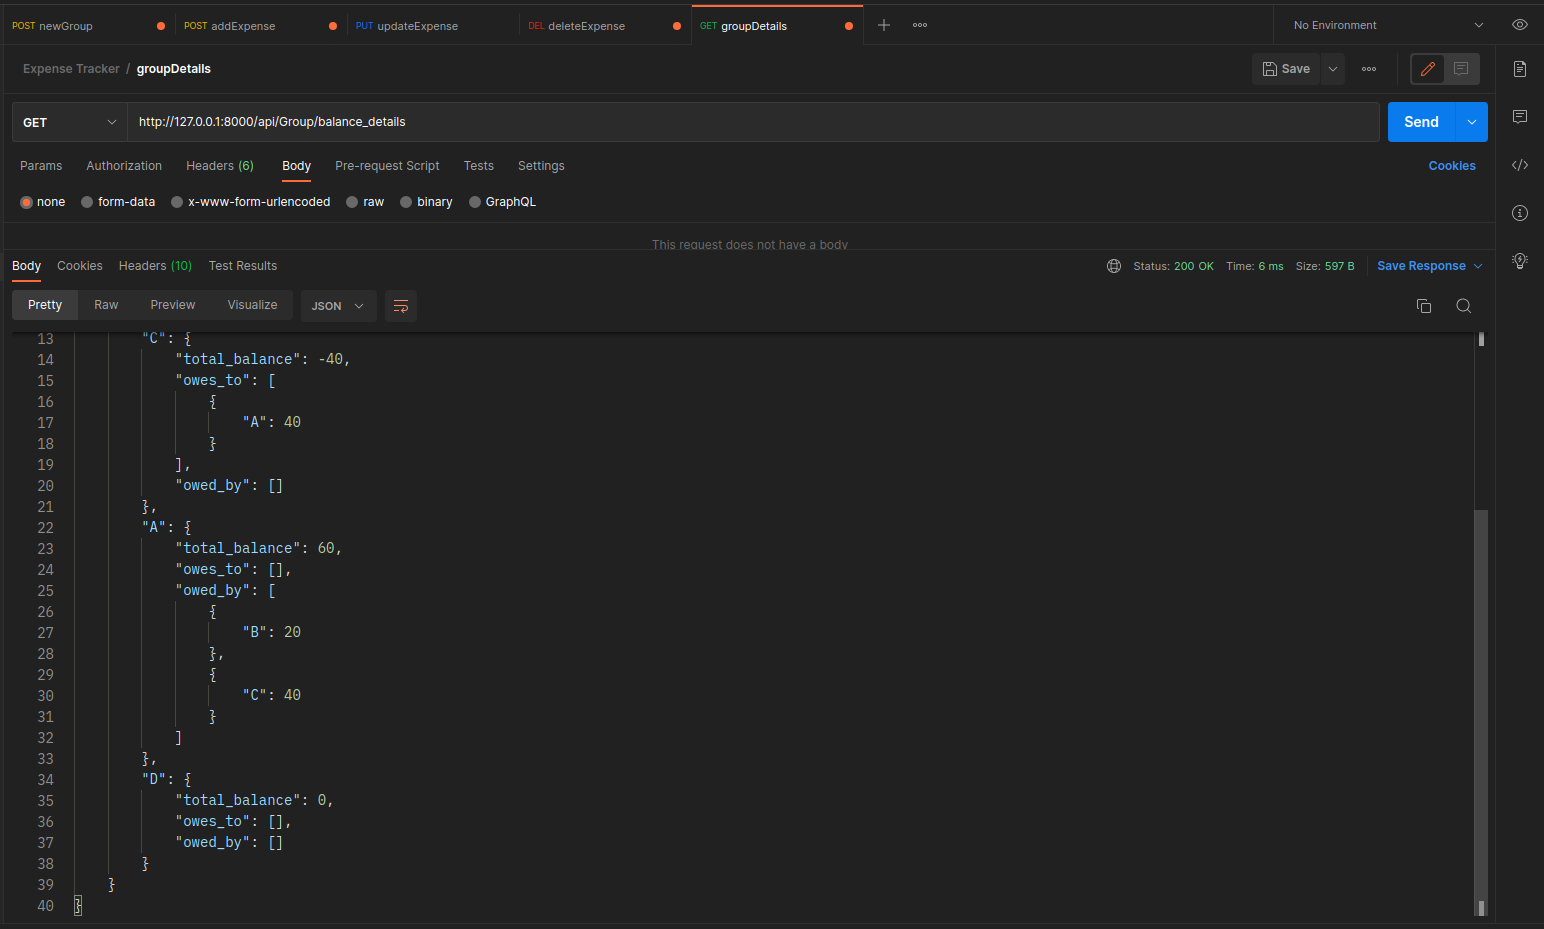 POST newGroup POST addExpense PUT updateExpense DEL deleteExpense GET groupDetails No Environment
Expense Tracker / groupDetails Save
GET http://127.0.0.1:8000/api/Group/balance_details Send
Params Authorization Headers (6) Body Pre-request Script Tests Settings Cookies
none form-data x-www-form-urlencoded raw binary GraphQL
This request does not have a body
Body Cookies Headers (10) Test Results Status: 200 OK Time: 6 ms Size: 597 B Save Response
Pretty Raw Preview Visualize JSON
13 "C": {
14 "total_balance": -40,
15 "owes_to": [
16 {
17 "A": 40
18 }
19 ],
20 "owed_by": []
21 },
22 "A": {
23 "total_balance": 60,
24 "owes_to": [],
25 "owed_by": [
26 {
27 "B": 20
28 },
29 {
30 "C": 40
31 }
32 ]
33 },
34 "D": {
35 "total_balance": 0,
36 "owes_to": [],
37 "owed_by": []
38 }
39 }
40 }